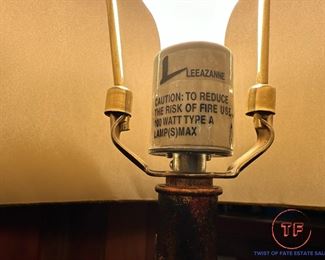 LEEAZANNE
CAUTION: TO REDUCE
THE RISK OF FIRE USE
100 WATT TYPE A
LAMP(S)MAX
TF
TWIST OF FATE ESTATE SALES